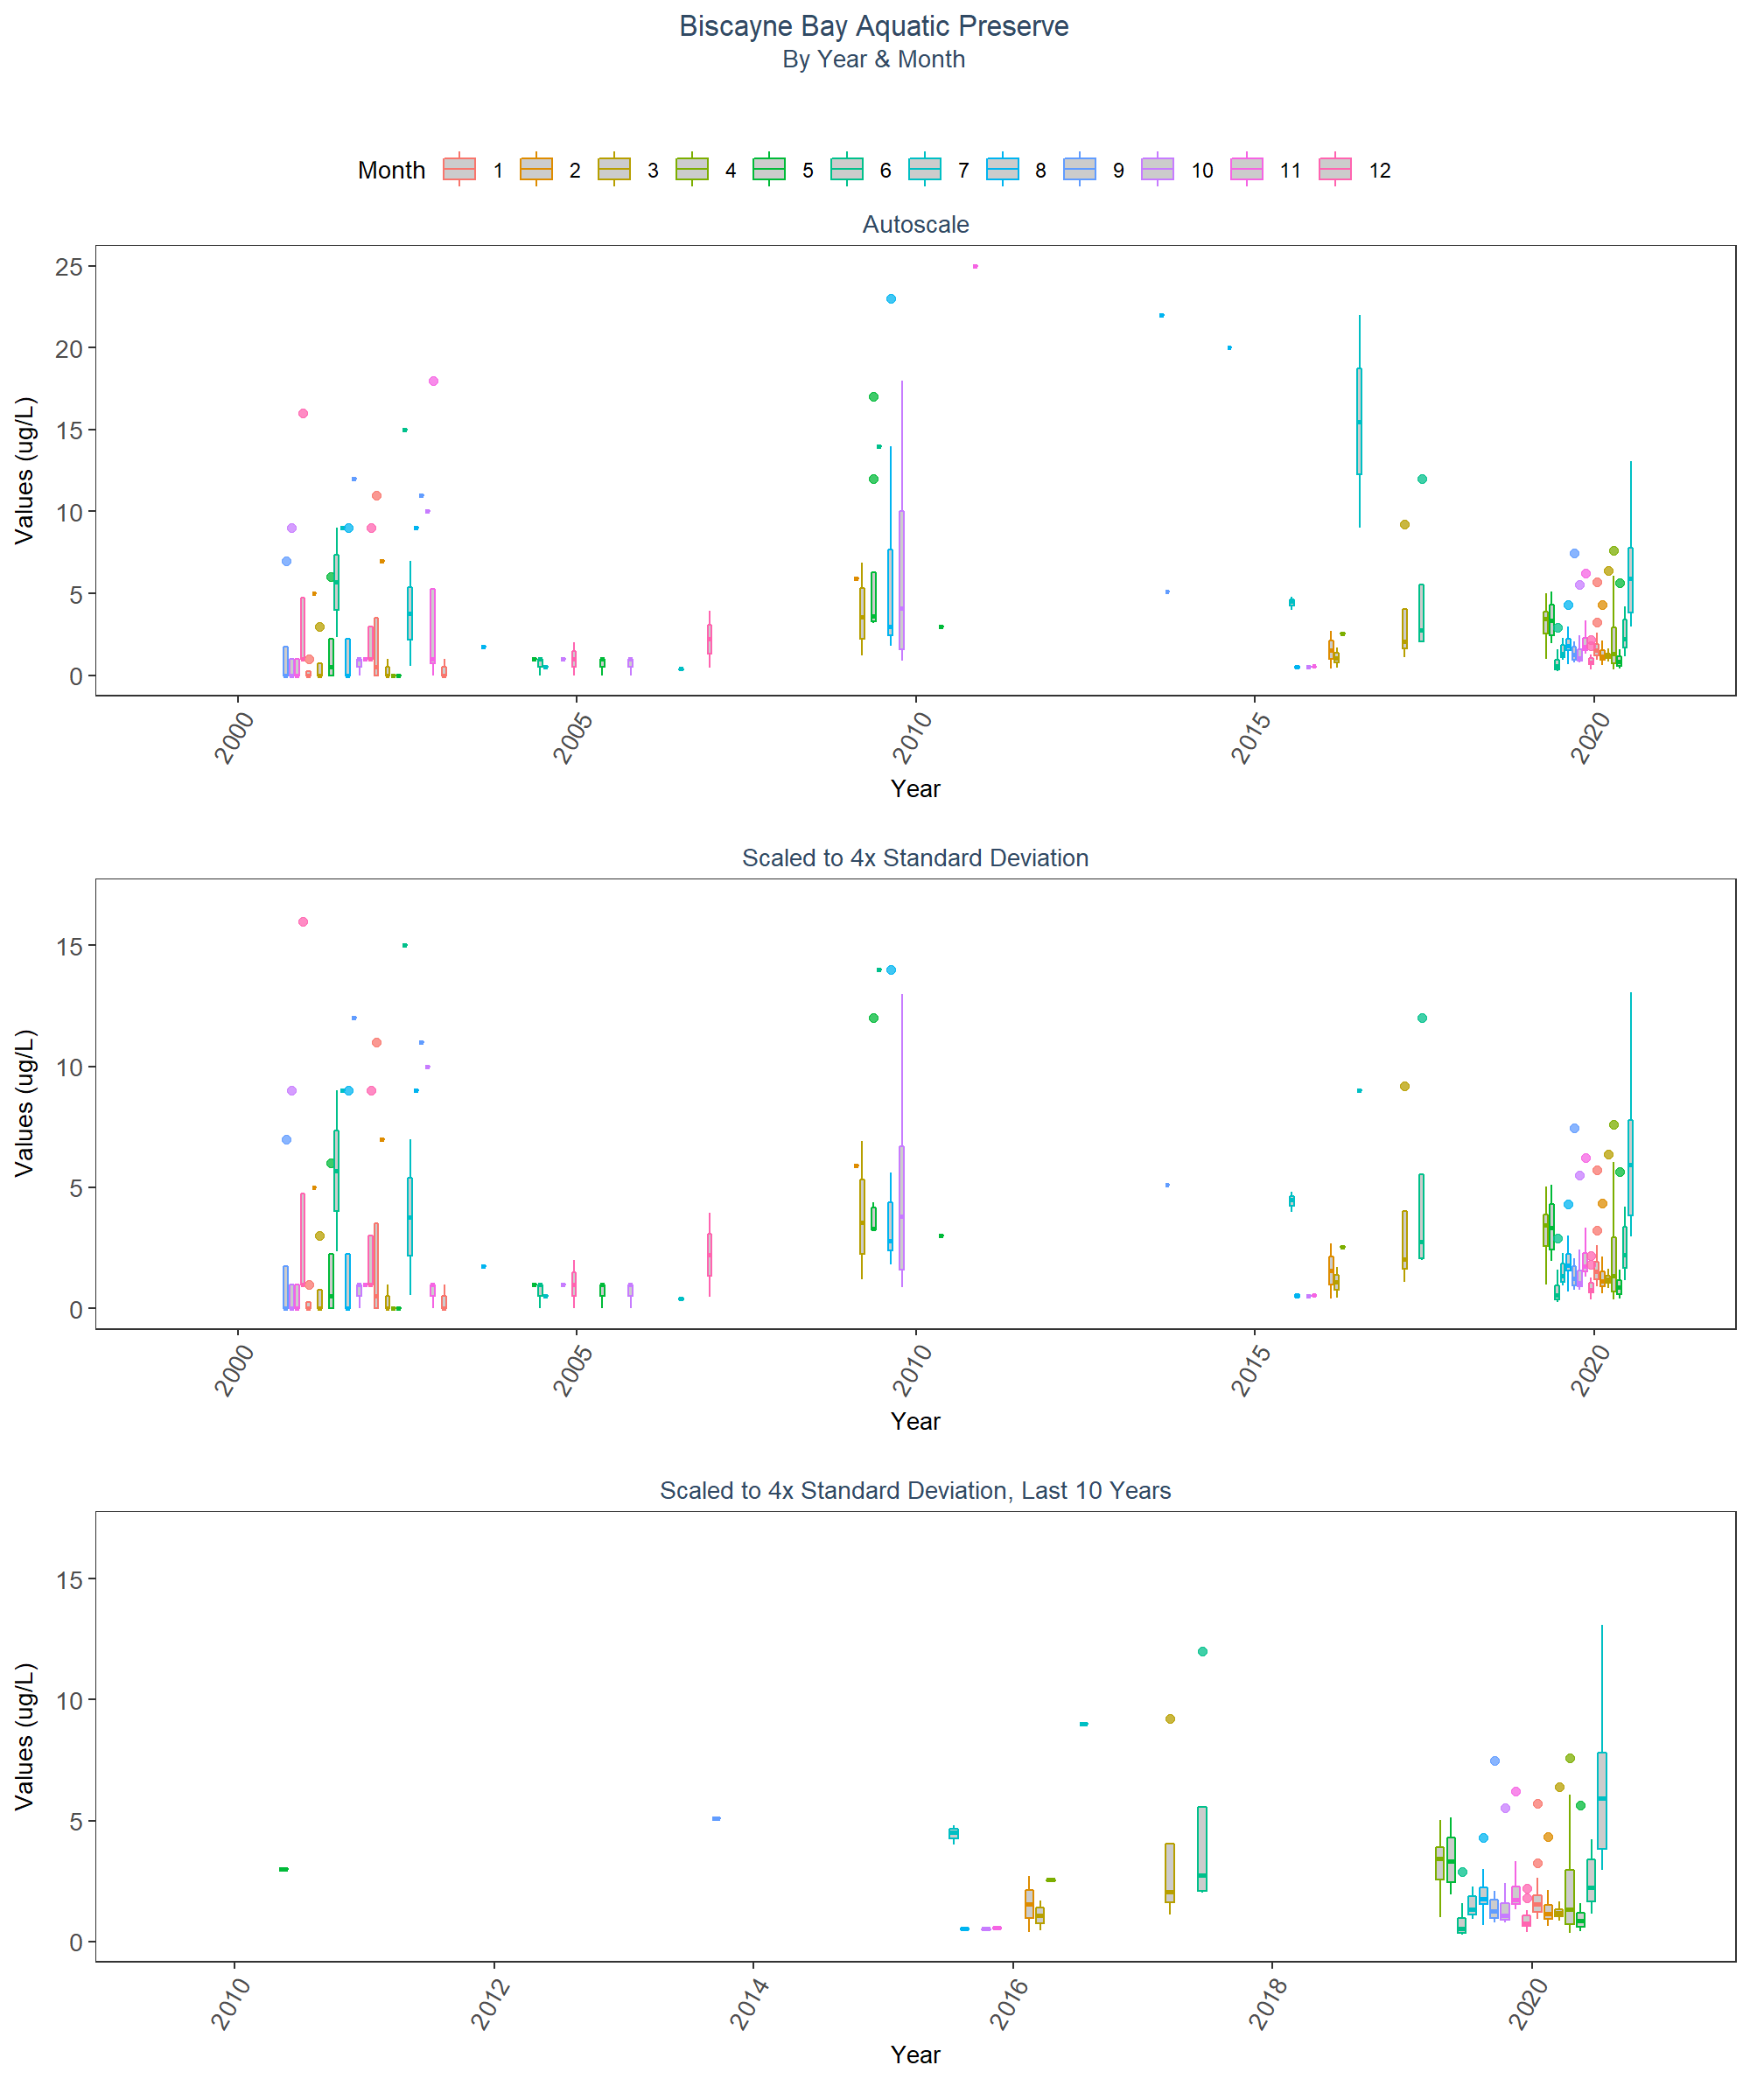 Biscayne Bay Aquatic Preserve
By Year & Month
Month 1 2 3 4 5 6 7 8 9 10 11 12
Autoscale
Values (ug/L)
25
20
15
10
5
0
2000 2005 2010 2015 2020
Year
Scaled to 4x Standard Deviation
Values (ug/L)
15
10
5
0
2000 2005 2010 2015 2020
Year
Scaled to 4x Standard Deviation, Last 10 Years
Values (ug/L)
15
10
5
0
2010 2012 2014 2016 2018 2020
Year